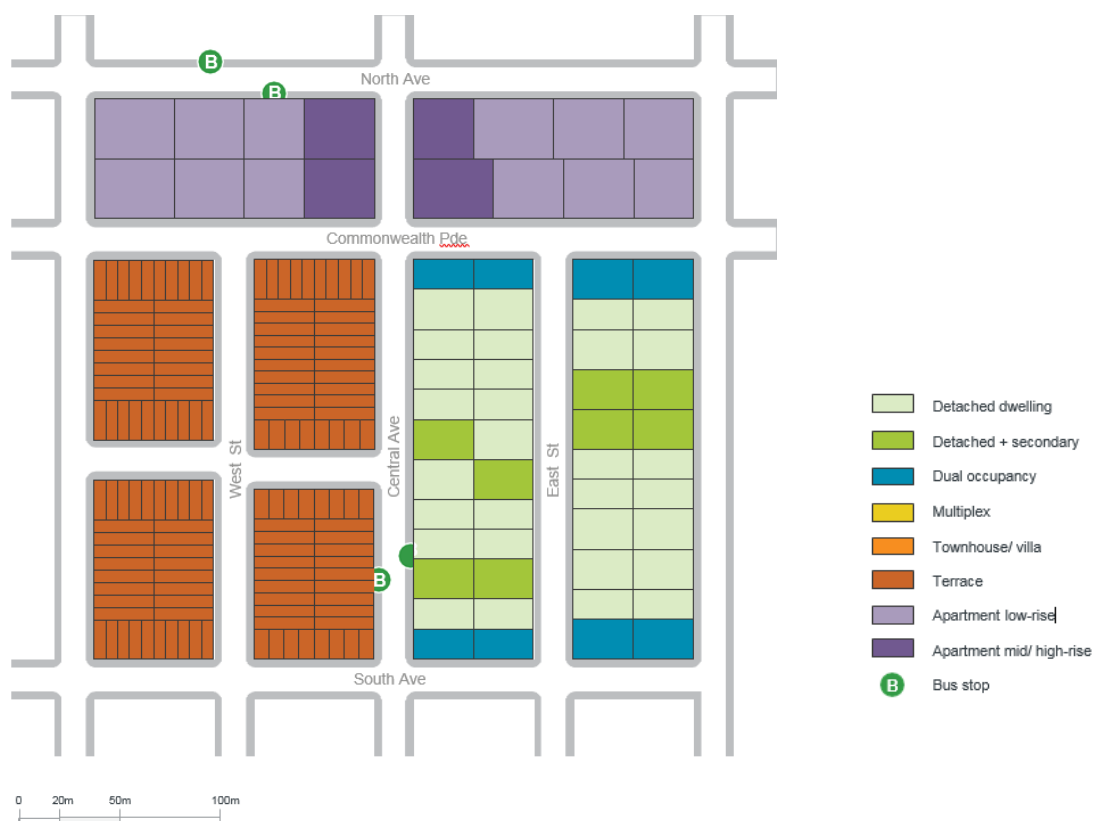 B
North Ave
B
Commonwealth Pde
West St
Central Ave
East St
B
South Ave
Detached dwelling
Detached + secondary
Dual occupancy
Multiplex
Townhouse/ villa
Terrace
Apartment low-rise
Apartment mid/ high-rise
B Bus stop
0 20m 50m 100m